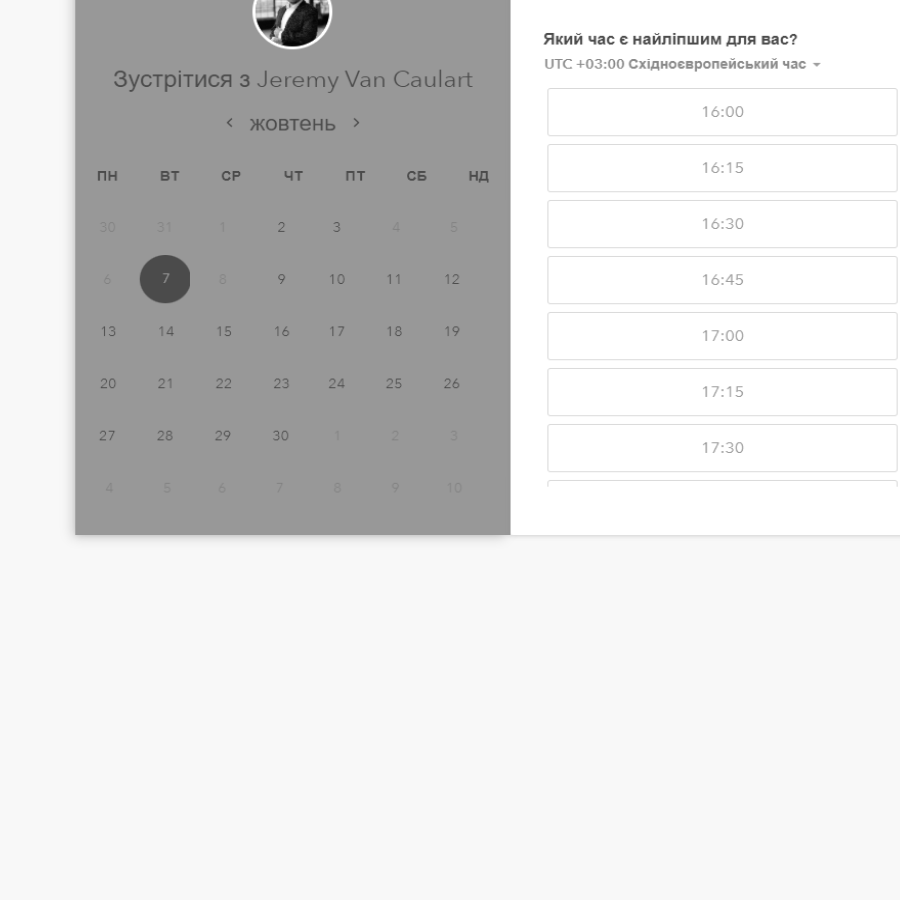 Зустрітися з Jeremy Van Caulart
жовтень
ПН ВТ СР ЧТ ПТ СБ НД
30 31 1 2 3 4 5
6 7 8 9 10 11 12
13 14 15 16 17 18 19
20 21 22 23 24 25 26
27 28 29 30 1 2 3
4 5 6 7 8 9 10
Який час є найліпшим для вас?
UTC +03:00 Східноєвропейський час
16:00
16:15
16:30
16:45
17:00
17:15
17:30